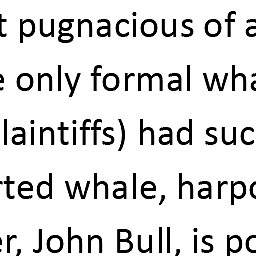 t pugnacious of a
e only formal wha
laintiffs) had suc
rted whale, harpo
er, John Bull, is po